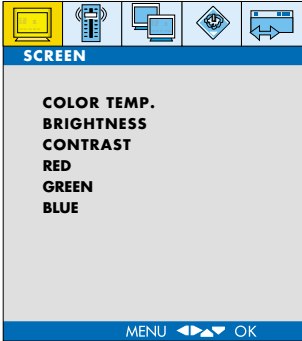 SCREEN
COLOR TEMP.
BRIGHTNESS
CONTRAST
RED
GREEN
BLUE
MENU ◀▶▲▼ OK